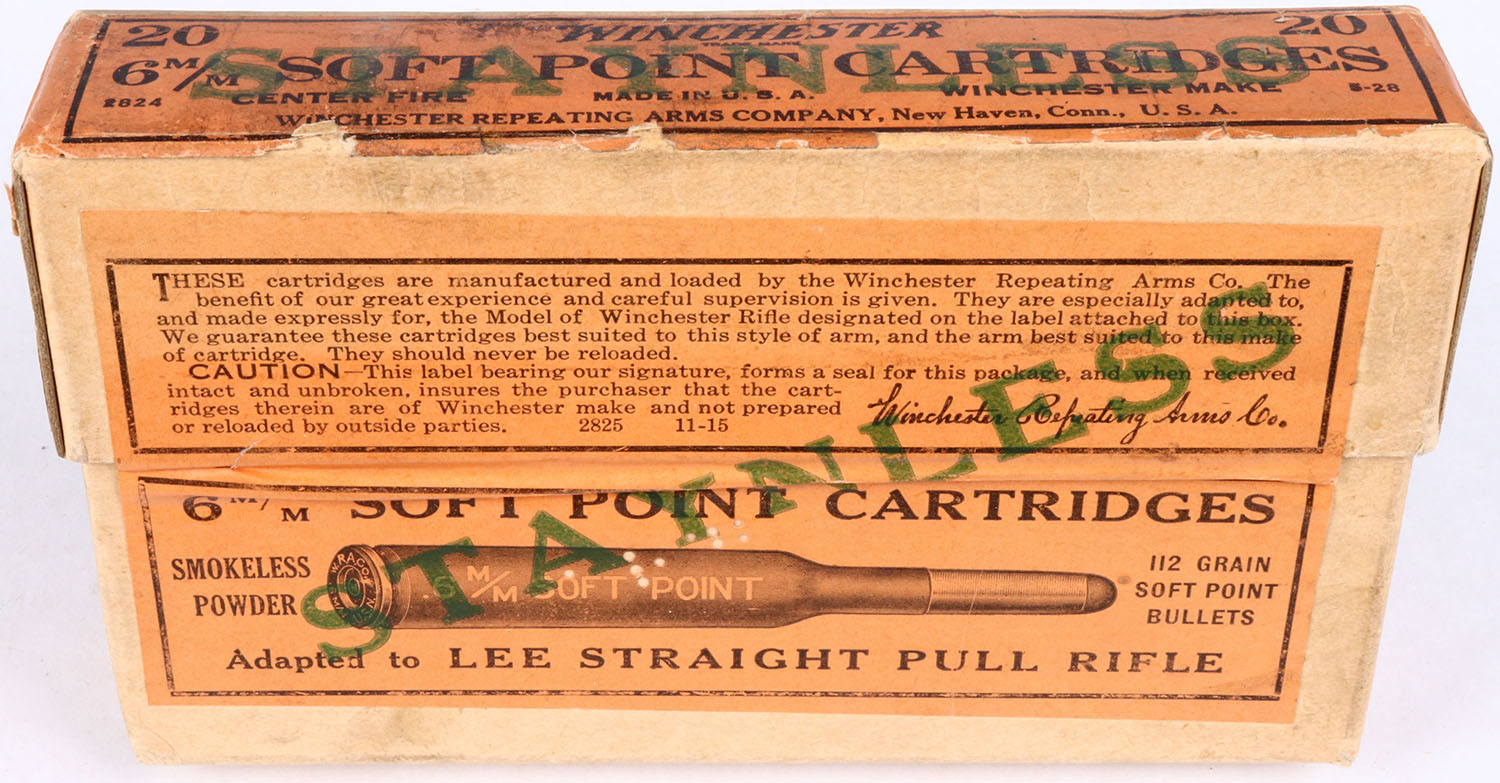 20 WINCHESTER 20
TRADE MARK
6 M/M SOFT POINT CARTRIDGES
STAINLESS
2824 CENTER FIRE MADE IN U.S.A. WINCHESTER MAKE 5-28
WINCHESTER REPEATING ARMS COMPANY, New Haven, Conn., U. S. A.
THESE cartridges are manufactured and loaded by the Winchester Repeating Arms Co. The
benefit of our great experience and careful supervision is given. They are especially adapted to,
and made expressly for, the Model of Winchester Rifle designated on the label attached to this box.
We guarantee these cartridges best suited to this style of arm, and the arm best suited to this make
of cartridge. They should never be reloaded.
CAUTION—This label bearing our signature, forms a seal for this package, and when received
intact and unbroken, insures the purchaser that the cart-
ridges therein are of Winchester make and not prepared
or reloaded by outside parties. 2825 11-15
Winchester Repeating Arms Co.
STAINLESS
6 M/M SOFT POINT CARTRIDGES
SMOKELESS
POWDER
W.R.A.CO.
6 M/M SOFT POINT
112 GRAIN
SOFT POINT
BULLETS
Adapted to LEE STRAIGHT PULL RIFLE